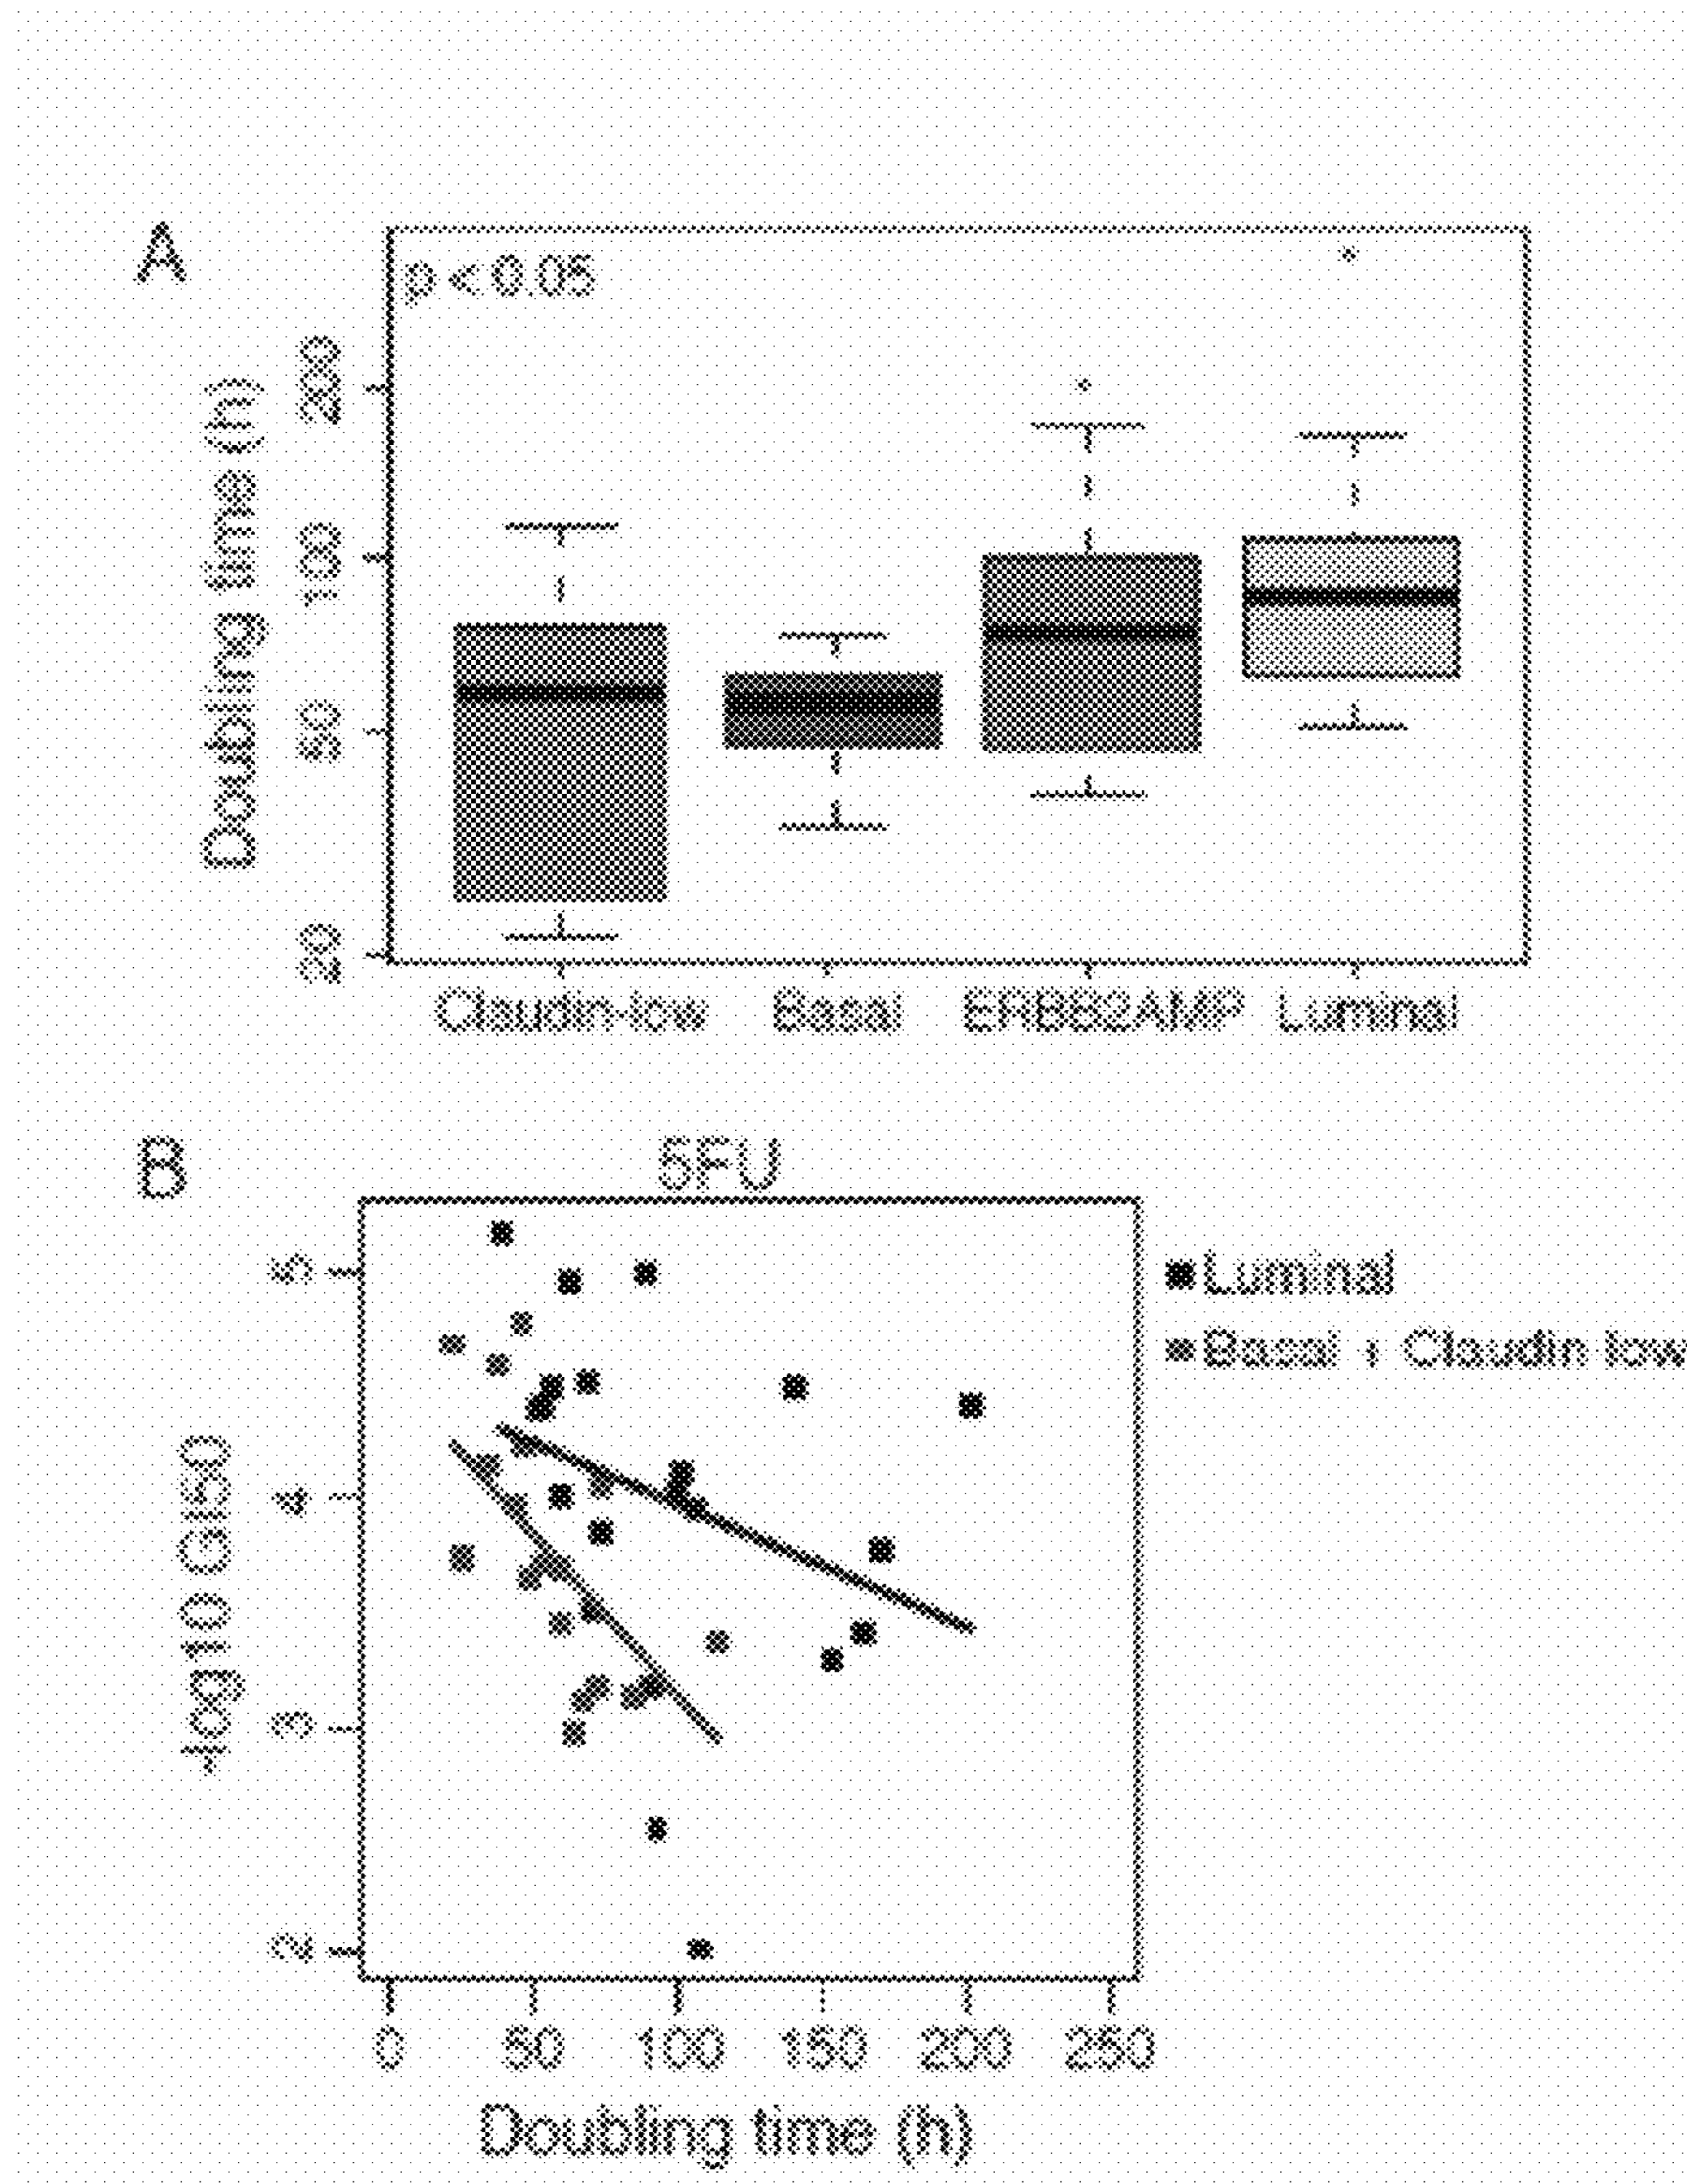 A
p < 0.05
Doubling time (h)
200
100
50
20
Claudin-low Basal ERBB2AMP Luminal
B
5FU
Luminal
Basal + Claudin-low
-log10 GI50
5
4
3
2
0 50 100 150 200 250
Doubling time (h)